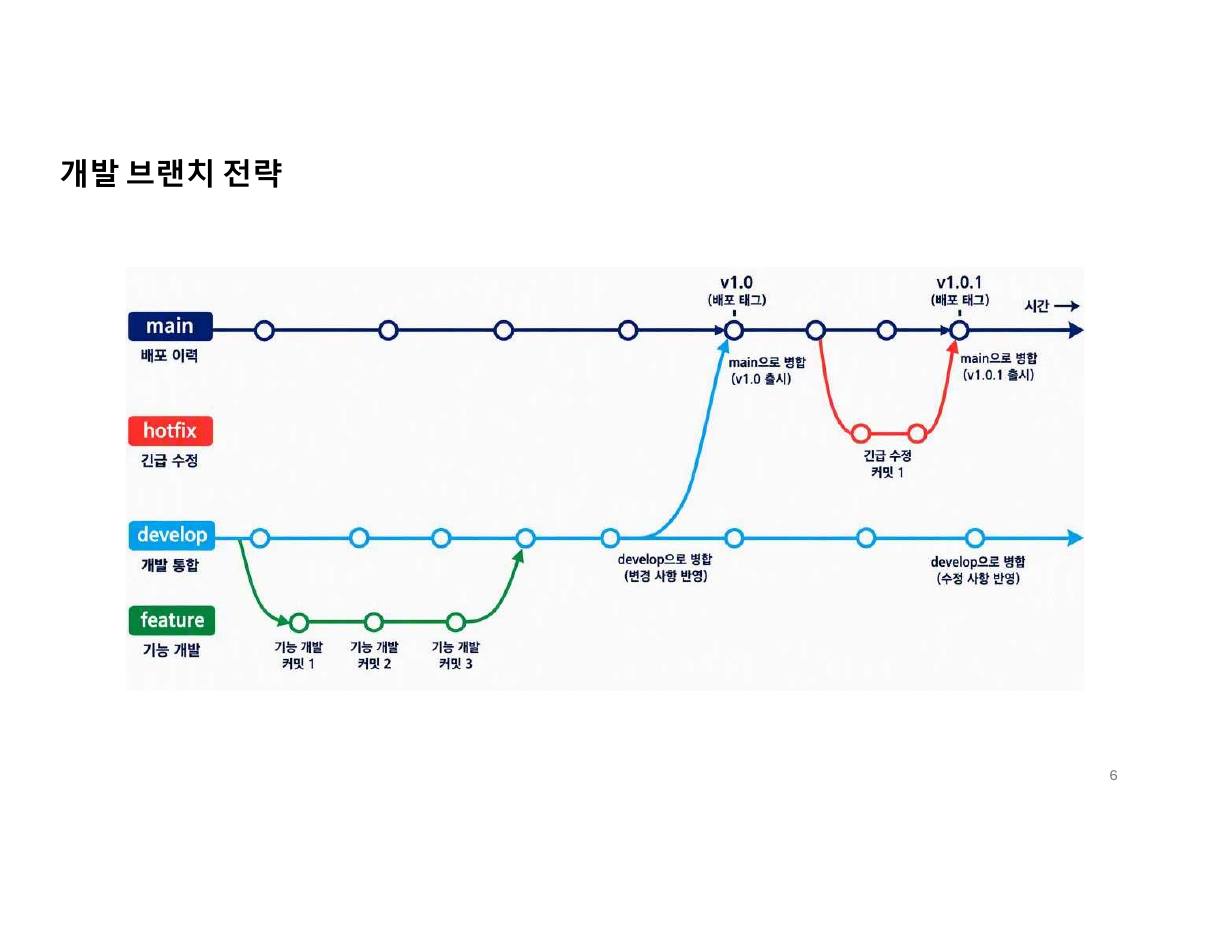 개발 브랜치 전략
v1.0
(배포 태그)
v1.0.1
(배포 태그)
시간
main
배포 이력
main으로 병합
(v1.0 출시)
main으로 병합
(v1.0.1 출시)
hotfix
긴급 수정
긴급 수정
커밋 1
develop
개발 통합
develop으로 병합
(변경 사항 반영)
develop으로 병합
(수정 사항 반영)
feature
기능 개발
기능 개발
커밋 1
기능 개발
커밋 2
기능 개발
커밋 3
6